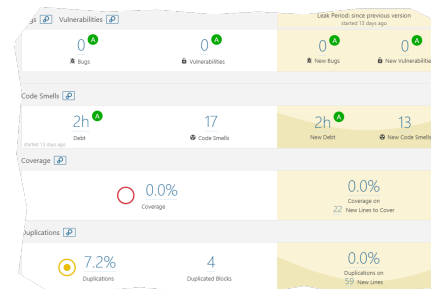 gs Vulnerabilities
Leak Period: since previous version
started 13 days ago
0 A
Bugs
0 A
Vulnerabilities
0 A
New Bugs
0 A
New Vulnerabilities
Code Smells
2h A
Debt
started 13 days ago
17
Code Smells
2h A
New Debt
13
New Code Smells
Coverage
0.0%
Coverage
0.0%
Coverage on
22 New Lines to Cover
Duplications
7.2%
Duplications
4
Duplicated Blocks
0.0%
Duplications on
59 New Lines